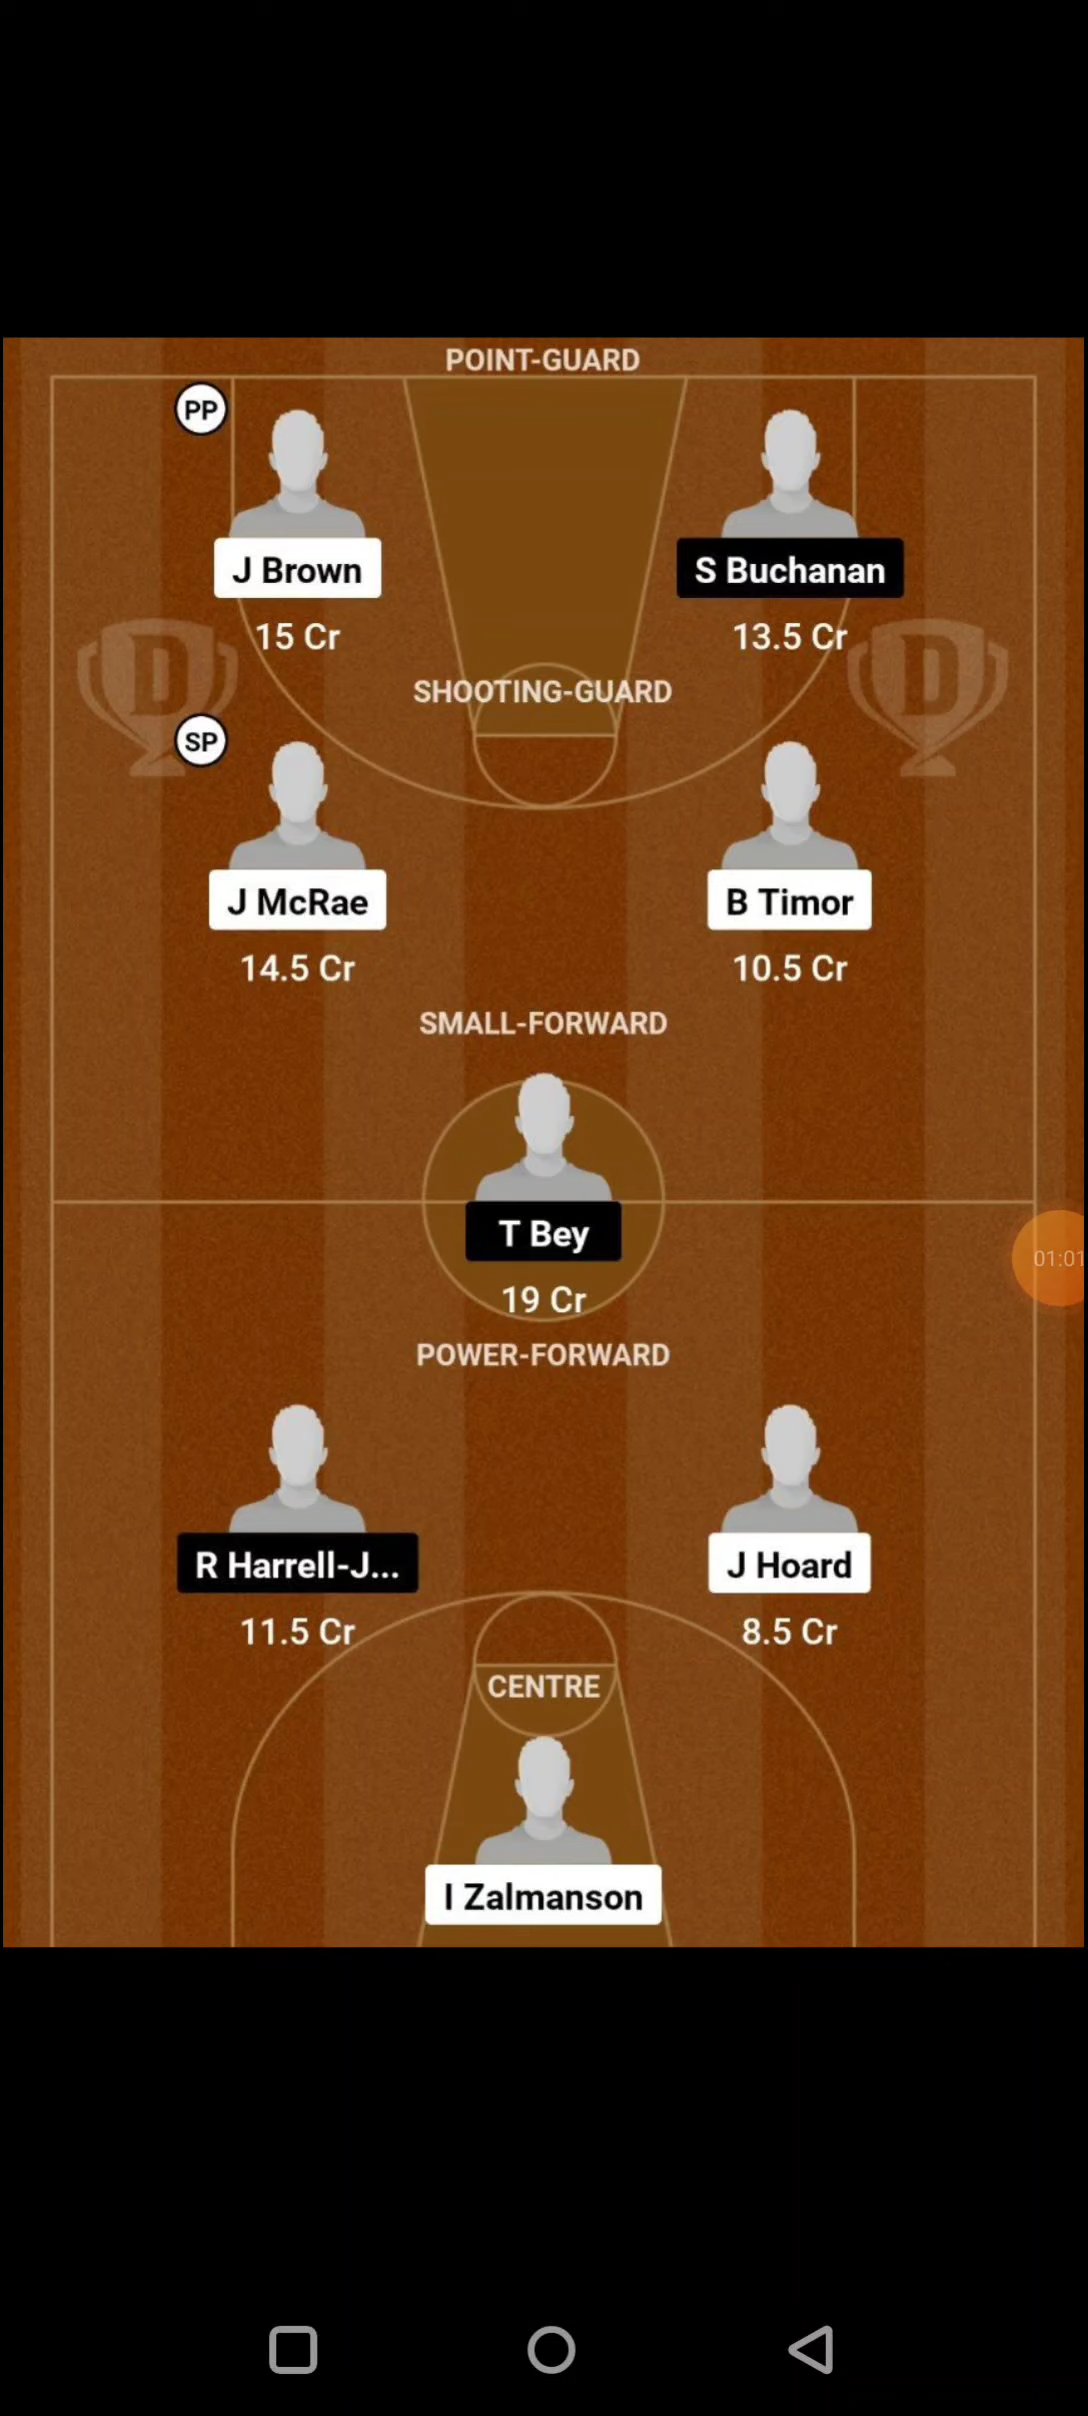 POINT-GUARD
PP
J Brown
S Buchanan
15 Cr
13.5 Cr
D
D
SHOOTING-GUARD
SP
J McRae
B Timor
14.5 Cr
10.5 Cr
SMALL-FORWARD
T Bey
01:01
19 Cr
POWER-FORWARD
R Harrell-J...
J Hoard
11.5 Cr
8.5 Cr
CENTRE
I Zalmanson